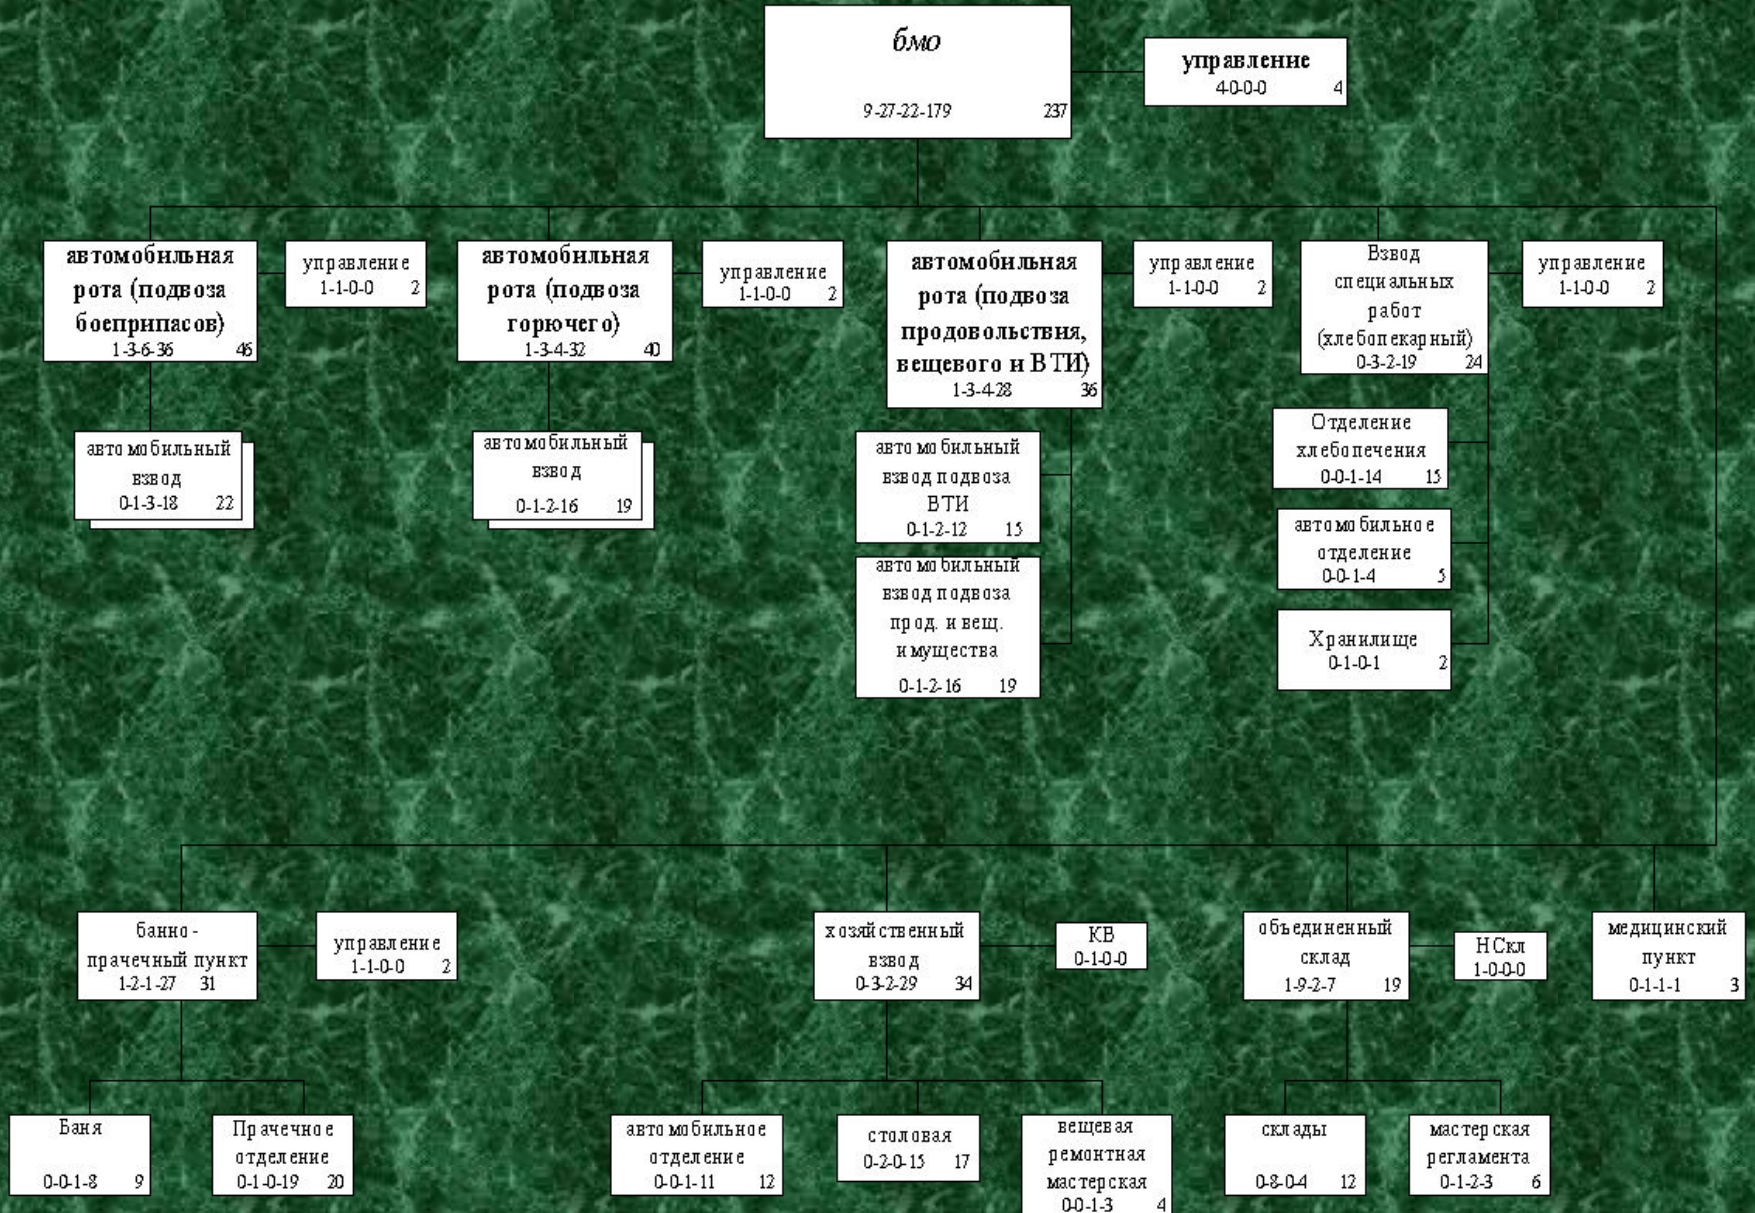 бмо
9-27-22-179 237
управление
4-0-0-0 4
автомобильная
рота (подвоза
боеприпасов)
1-3-6-36 46
управление
1-1-0-0 2
автомобильная
рота (подвоза
горючего)
1-3-4-32 40
управление
1-1-0-0 2
автомобильная
рота (подвоза
продовольствия,
вещевого и ВТИ)
1-3-4-28 36
управление
1-1-0-0 2
Взвод
специальных
работ
(хлебопекарный)
0-3-2-19 24
управление
1-1-0-0 2
автомобильный
взвод
0-1-3-18 22
автомобильный
взвод
0-1-2-16 19
автомобильный
взвод подвоза
ВТИ
0-1-2-12 15
автомобильный
взвод подвоза
прод. и вещ.
имущества
0-1-2-16 19
Отделение
хлебопечения
0-0-1-14 15
автомобильное
отделение
0-0-1-4 5
Хранилище
0-1-0-1 2
банно-
прачечный пункт
1-2-1-27 31
управление
1-1-0-0 2
хозяйственный
взвод
0-3-2-29 34
КВ
0-1-0-0
объединенный
склад
1-9-2-7 19
НСкл
1-0-0-0
медицинский
пункт
0-1-1-1 3
Баня
0-0-1-8 9
Прачечное
отделение
0-1-0-19 20
автомобильное
отделение
0-0-1-11 12
столовая
0-2-0-15 17
вещевая
ремонтная
мастерская
0-0-1-3 4
склады
0-8-0-4 12
мастерская
регламента
0-1-2-3 6